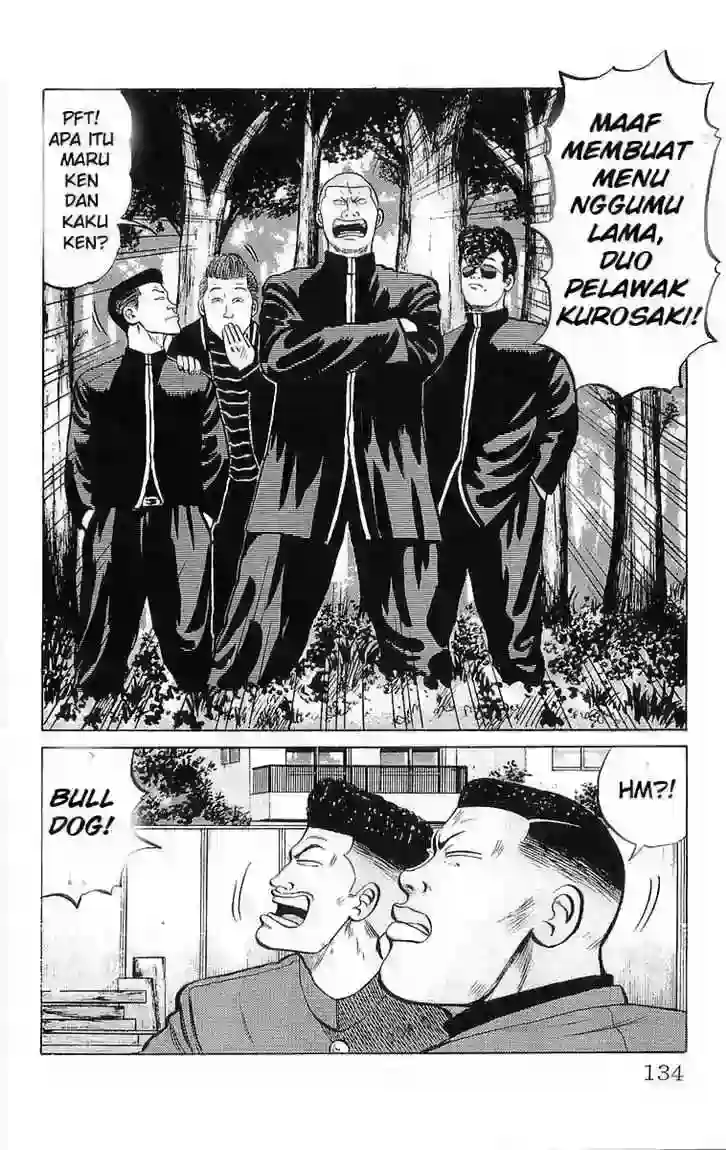 MAAF
MEMBUAT
MENU
NGGUMU
LAMA,
DUO
PELAWAK
KUROSAKI!
PFT!
APA ITU
MARU
KEN
DAN
KAKU
KEN?
HM?!
BULL
DOG!
134